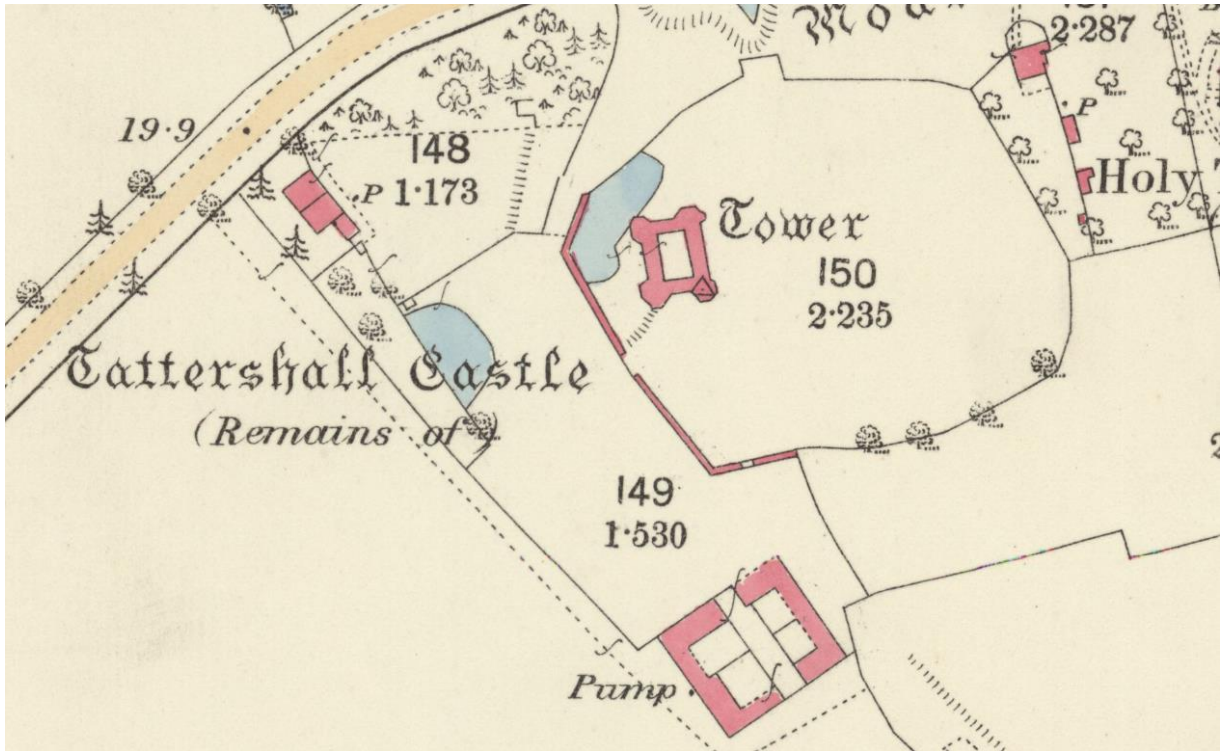 Moat
2·287
19·9
148
P
1·173
P
Holy
Tower
150
2·235
Tattershall Castle
(Remains of)
149
1·530
Pump